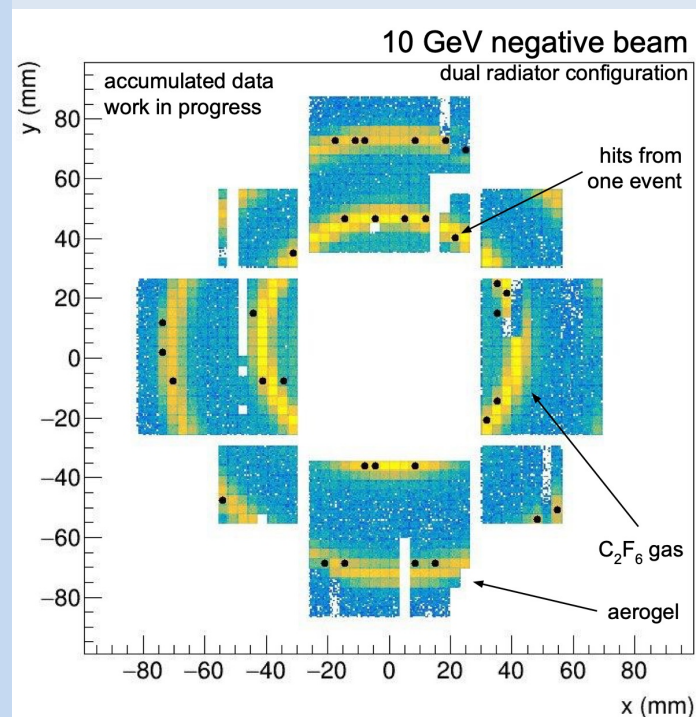 10 GeV negative beam
dual radiator configuration
accumulated data
work in progress
hits from
one event
C₂F₆ gas
aerogel
y (mm)
80
60
40
20
0
−20
−40
−60
−80
−80 −60 −40 −20 0 20 40 60 80
x (mm)